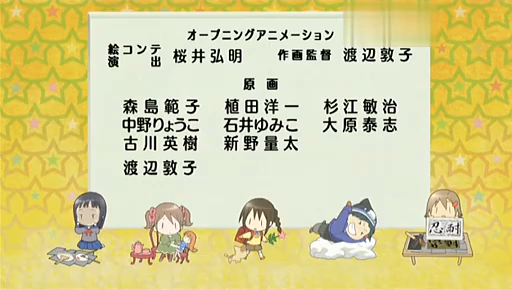 オープニングアニメーション
絵コンテ 演出 桜井弘明 作画監督 渡辺敦子
原画
森島範子 植田洋一 杉江敏治
中野りょうこ 石井ゆみこ 大原泰志
古川英樹 新野量太
渡辺敦子
忍耐